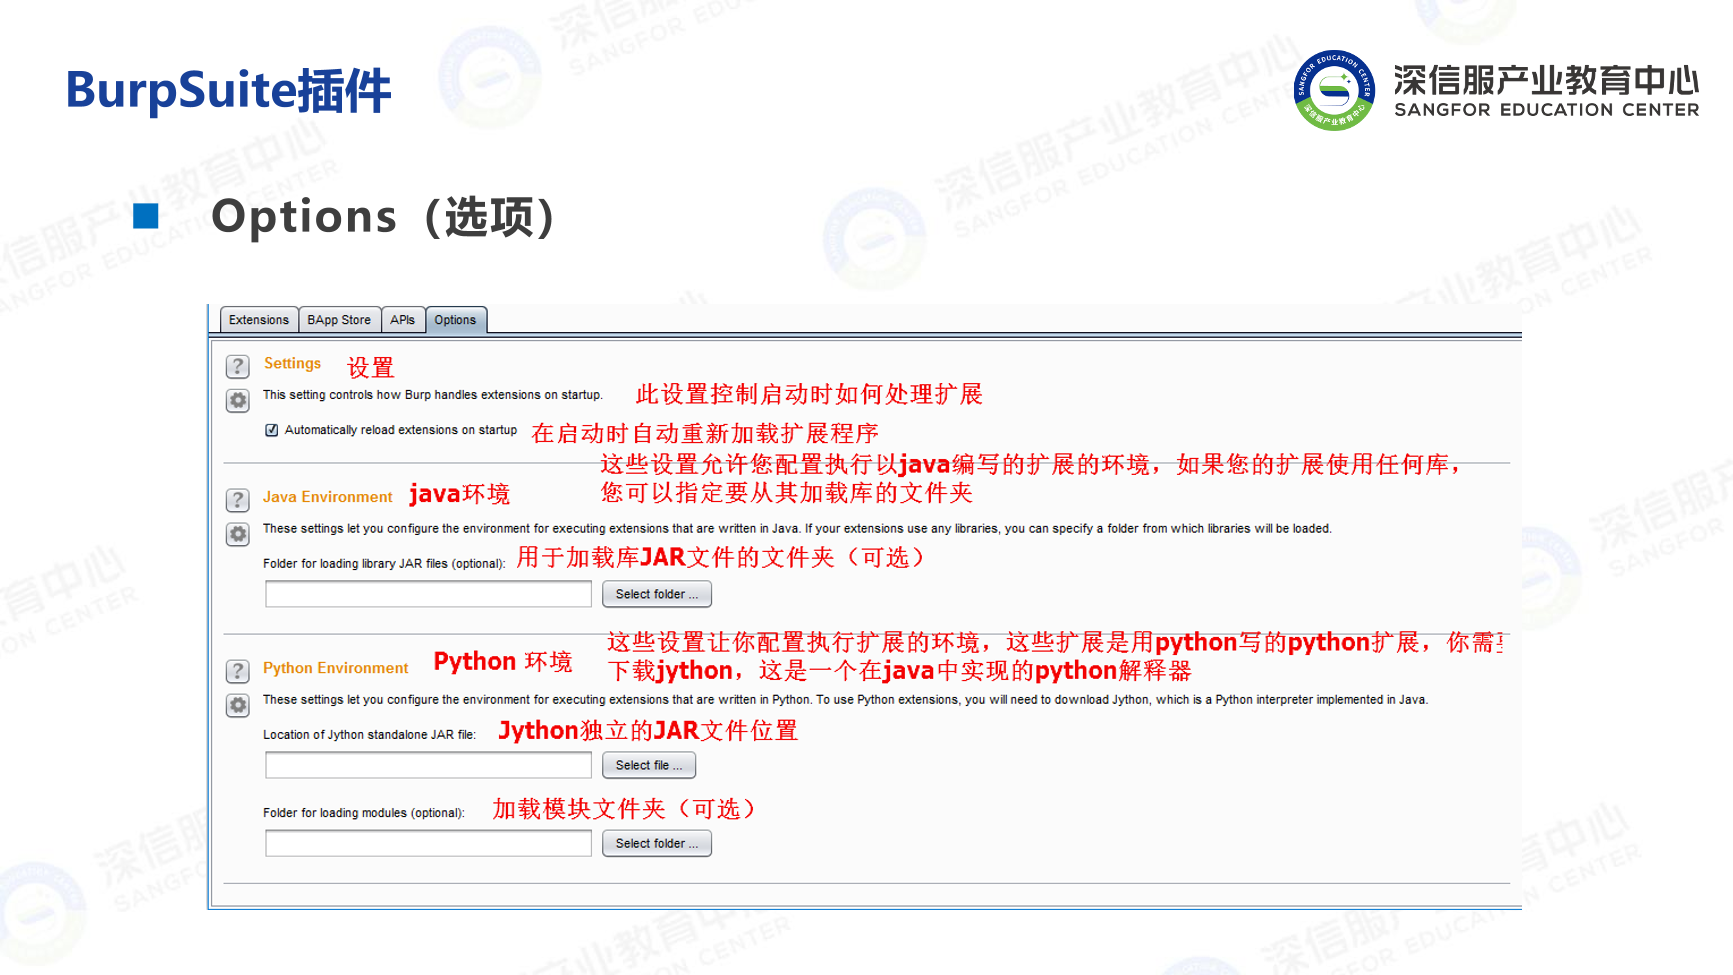 BurpSuite插件
深信服产业教育中心
SANGFOR EDUCATION CENTER
Options（选项）
Extensions BApp Store APIs Options
Settings 设置
This setting controls how Burp handles extensions on startup. 此设置控制启动时如何处理扩展
Automatically reload extensions on startup 在启动时自动重新加载扩展程序
这些设置允许您配置执行以java编写的扩展的环境，如果您的扩展使用任何库，
您可以指定要从其加载库的文件夹
Java Environment java环境
These settings let you configure the environment for executing extensions that are written in Java. If your extensions use any libraries, you can specify a folder from which libraries will be loaded.
Folder for loading library JAR files (optional): 用于加载库JAR文件的文件夹（可选）
Select folder ...
这些设置让你配置执行扩展的环境，这些扩展是用python写的python扩展，你需要
下载jython，这是一个在java中实现的python解释器
Python Environment Python 环境
These settings let you configure the environment for executing extensions that are written in Python. To use Python extensions, you will need to download Jython, which is a Python interpreter implemented in Java.
Location of Jython standalone JAR file: Jython独立的JAR文件位置
Select file ...
Folder for loading modules (optional): 加载模块文件夹（可选）
Select folder ...